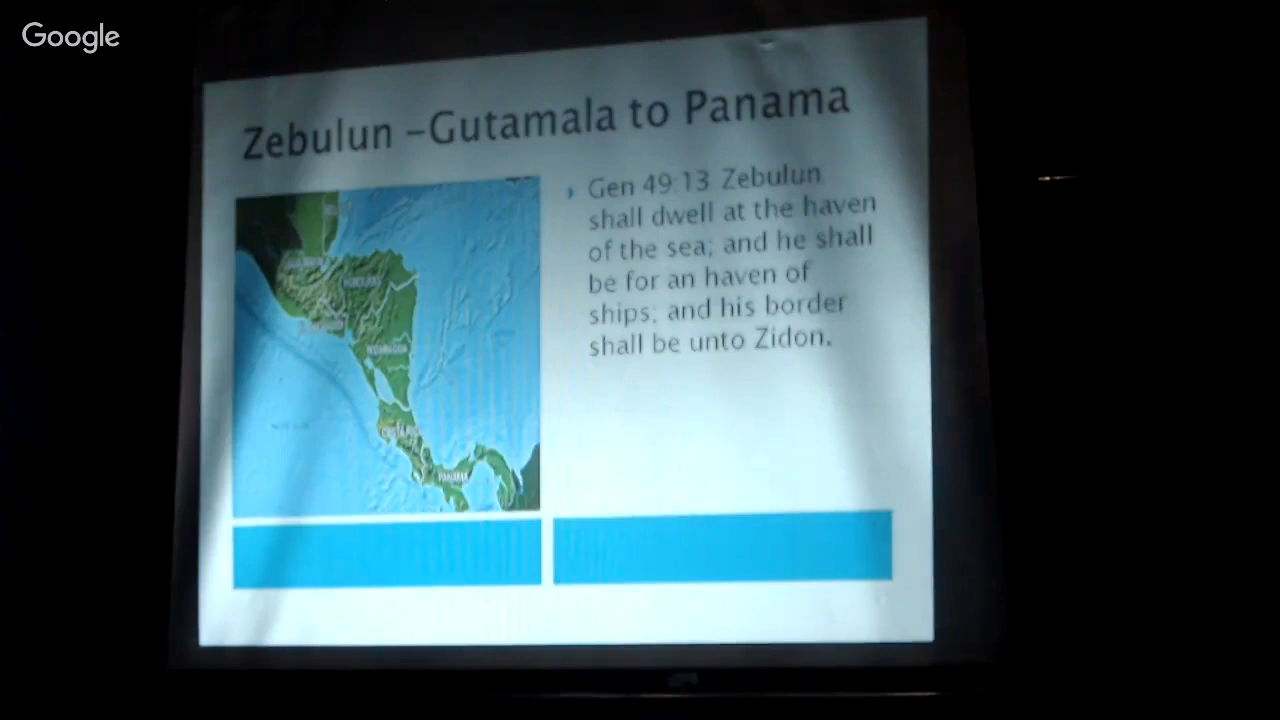 Google
Zebulun –Gutamala to Panama
Gen 49:13 Zebulun
shall dwell at the haven
of the sea; and he shall
be for an haven of
ships; and his border
shall be unto Zidon.
NICARAGUA
PANAMA